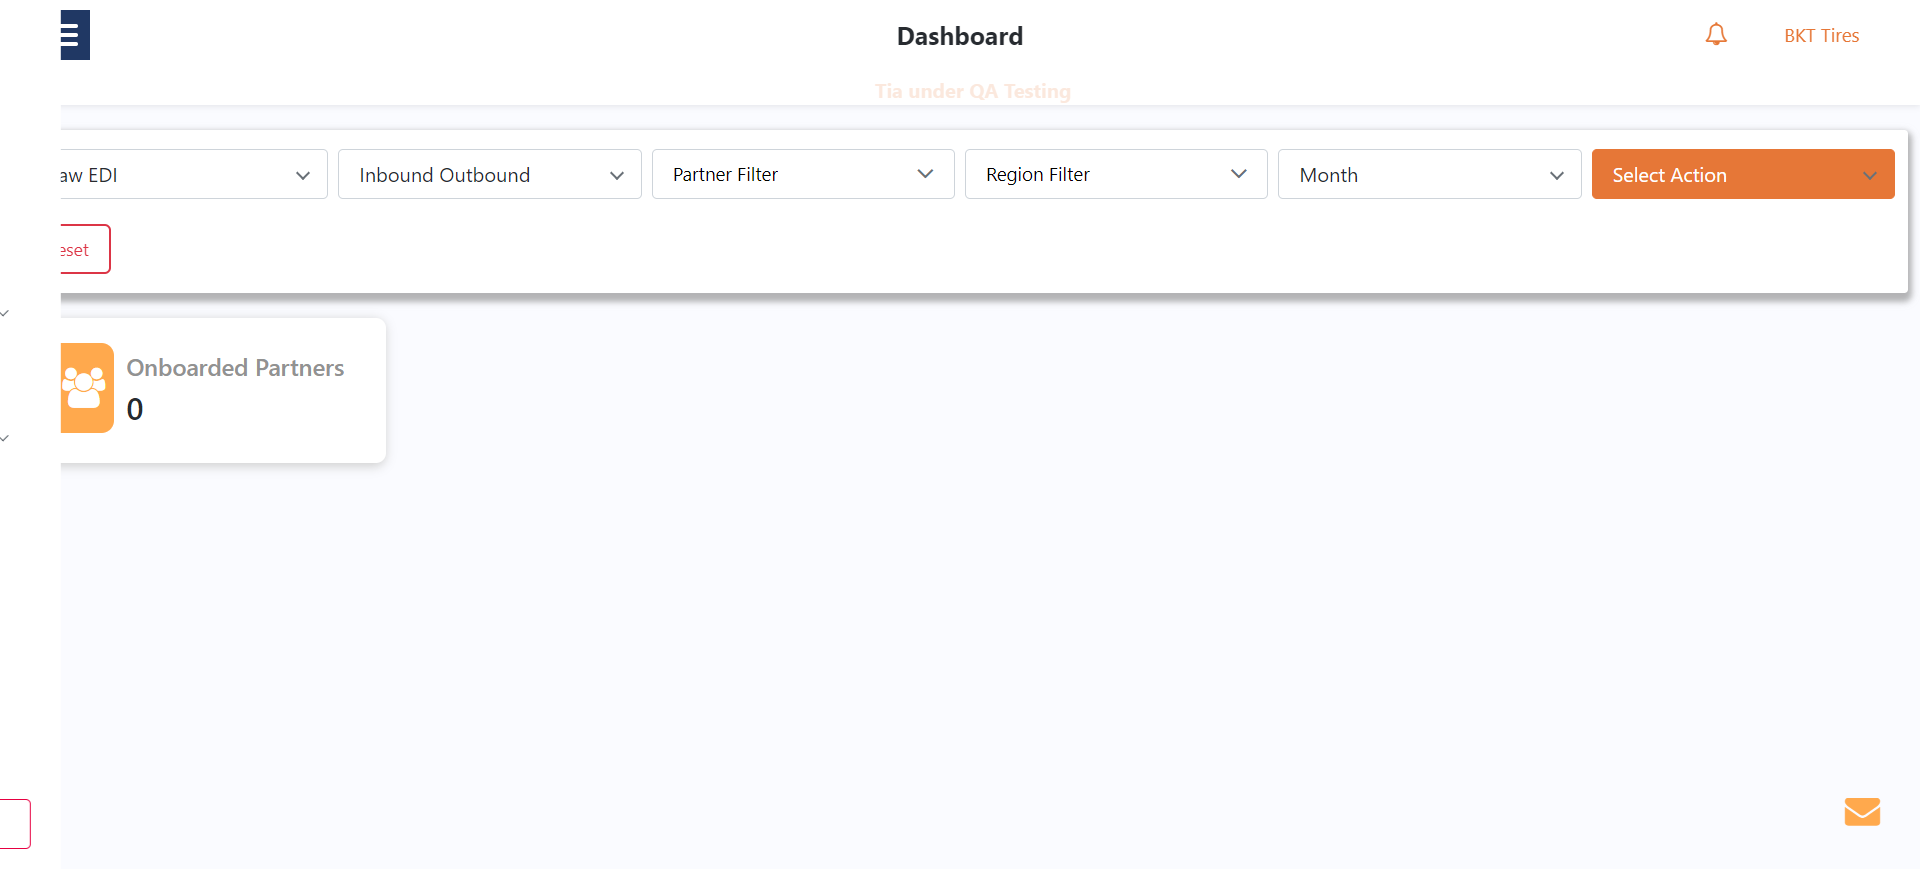 Dashboard
BKT Tires
Tia under QA Testing
aw EDI
Inbound Outbound
Partner Filter
Region Filter
Month
Select Action
eset
Onboarded Partners
0